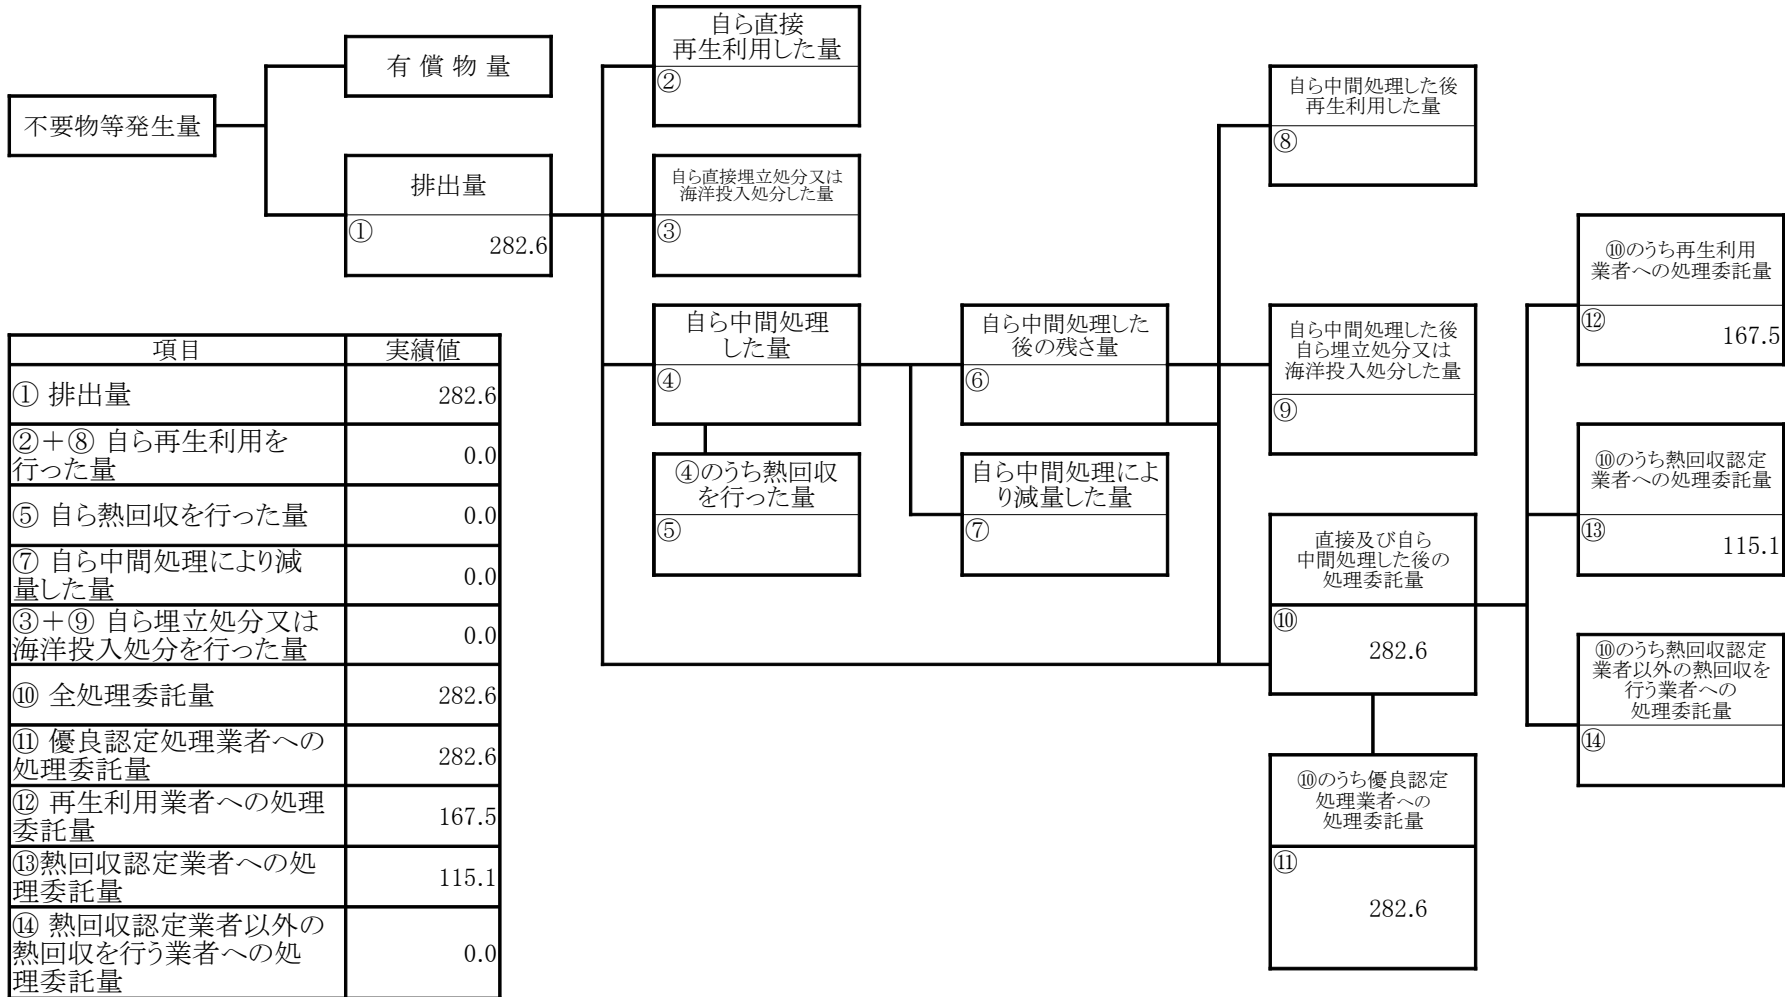 不要物等発生量
有 償 物 量
排出量
①
282.6
自ら直接
再生利用した量
②
自ら直接埋立処分又は
海洋投入処分した量
③
自ら中間処理
した量
④
④のうち熱回収
を行った量
⑤
自ら中間処理した
後の残さ量
⑥
自ら中間処理によ
り減量した量
⑦
自ら中間処理した後
再生利用した量
⑧
自ら中間処理した後
自ら埋立処分又は
海洋投入処分した量
⑨
直接及び自ら
中間処理した後の
処理委託量
⑩
282.6
⑩のうち優良認定
処理業者への
処理委託量
⑪
282.6
⑩のうち再生利用
業者への処理委託量
⑫
167.5
⑩のうち熱回収認定
業者への処理委託量
⑬
115.1
⑩のうち熱回収認定
業者以外の熱回収を
行う業者への
処理委託量
⑭
項目 実績値
① 排出量 282.6
②+⑧ 自ら再生利用を
行った量 0.0
⑤ 自ら熱回収を行った量 0.0
⑦ 自ら中間処理により減
量した量 0.0
③+⑨ 自ら埋立処分又は
海洋投入処分を行った量 0.0
⑩ 全処理委託量 282.6
⑪ 優良認定処理業者への
処理委託量 282.6
⑫ 再生利用業者への処理
委託量 167.5
⑬熱回収認定業者への処
理委託量 115.1
⑭ 熱回収認定業者以外の
熱回収を行う業者への処
理委託量 0.0